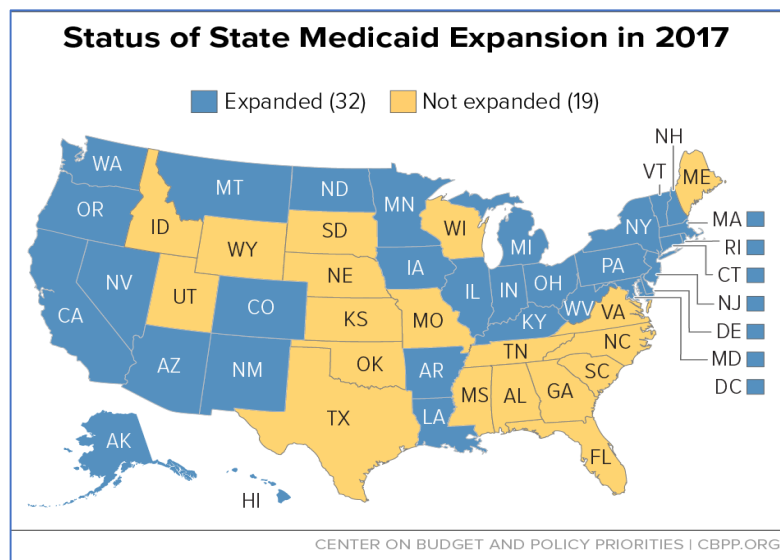 Status of State Medicaid Expansion in 2017
Expanded (32) Not expanded (19)
NH
VT
ME
WA
MT
ND
MN
OR
ID
WY
SD
WI
MI
NY
MA
RI
CT
NJ
DE
MD
DC
NV
UT
CO
NE
IA
IL
IN
OH
PA
CA
KS
MO
KY
WV
VA
AZ
NM
OK
AR
TN
NC
SC
TX
LA
MS
AL
GA
FL
AK
HI
CENTER ON BUDGET AND POLICY PRIORITIES | CBPP.ORG